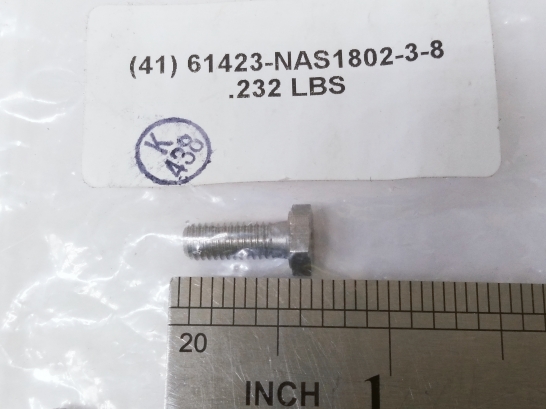 (41) 61423-NAS1802-3-8
.232 LBS
K
438
20
INCH 1